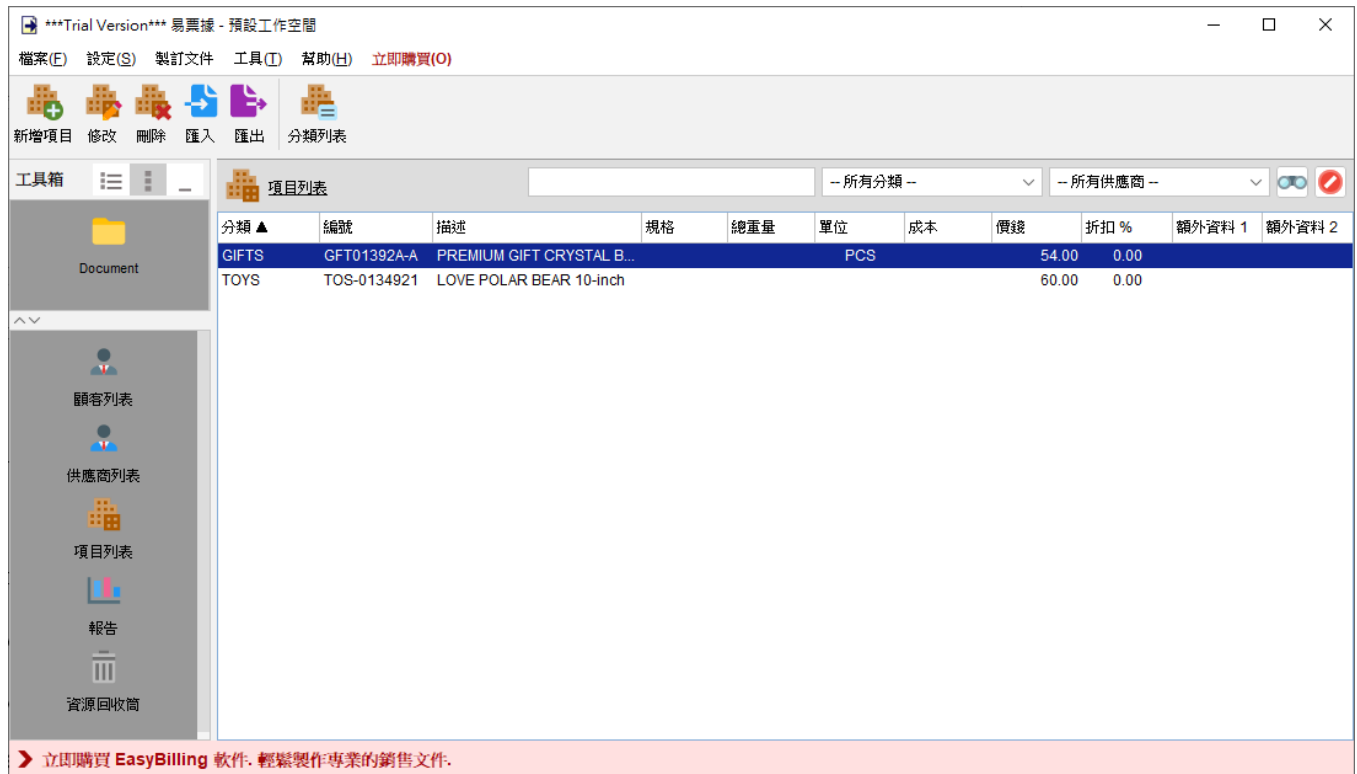 ***Trial Version*** 易票據 - 預設工作空間
檔案(F) 設定(S) 製訂文件 工具(T) 幫助(H) 立即購買(O)
新增項目 修改 刪除 匯入 匯出 分類列表
工具箱
項目列表 -- 所有分類 -- -- 所有供應商 --
分類 ▲ 編號 描述 規格 總重量 單位 成本 價錢 折扣 % 額外資料 1 額外資料 2
GIFTS GFT01392A-A PREMIUM GIFT CRYSTAL B... PCS 54.00 0.00
TOYS TOS-0134921 LOVE POLAR BEAR 10-inch 60.00 0.00
Document
顧客列表
供應商列表
項目列表
報告
資源回收筒
立即購買 EasyBilling 軟件. 輕鬆製作專業的銷售文件.